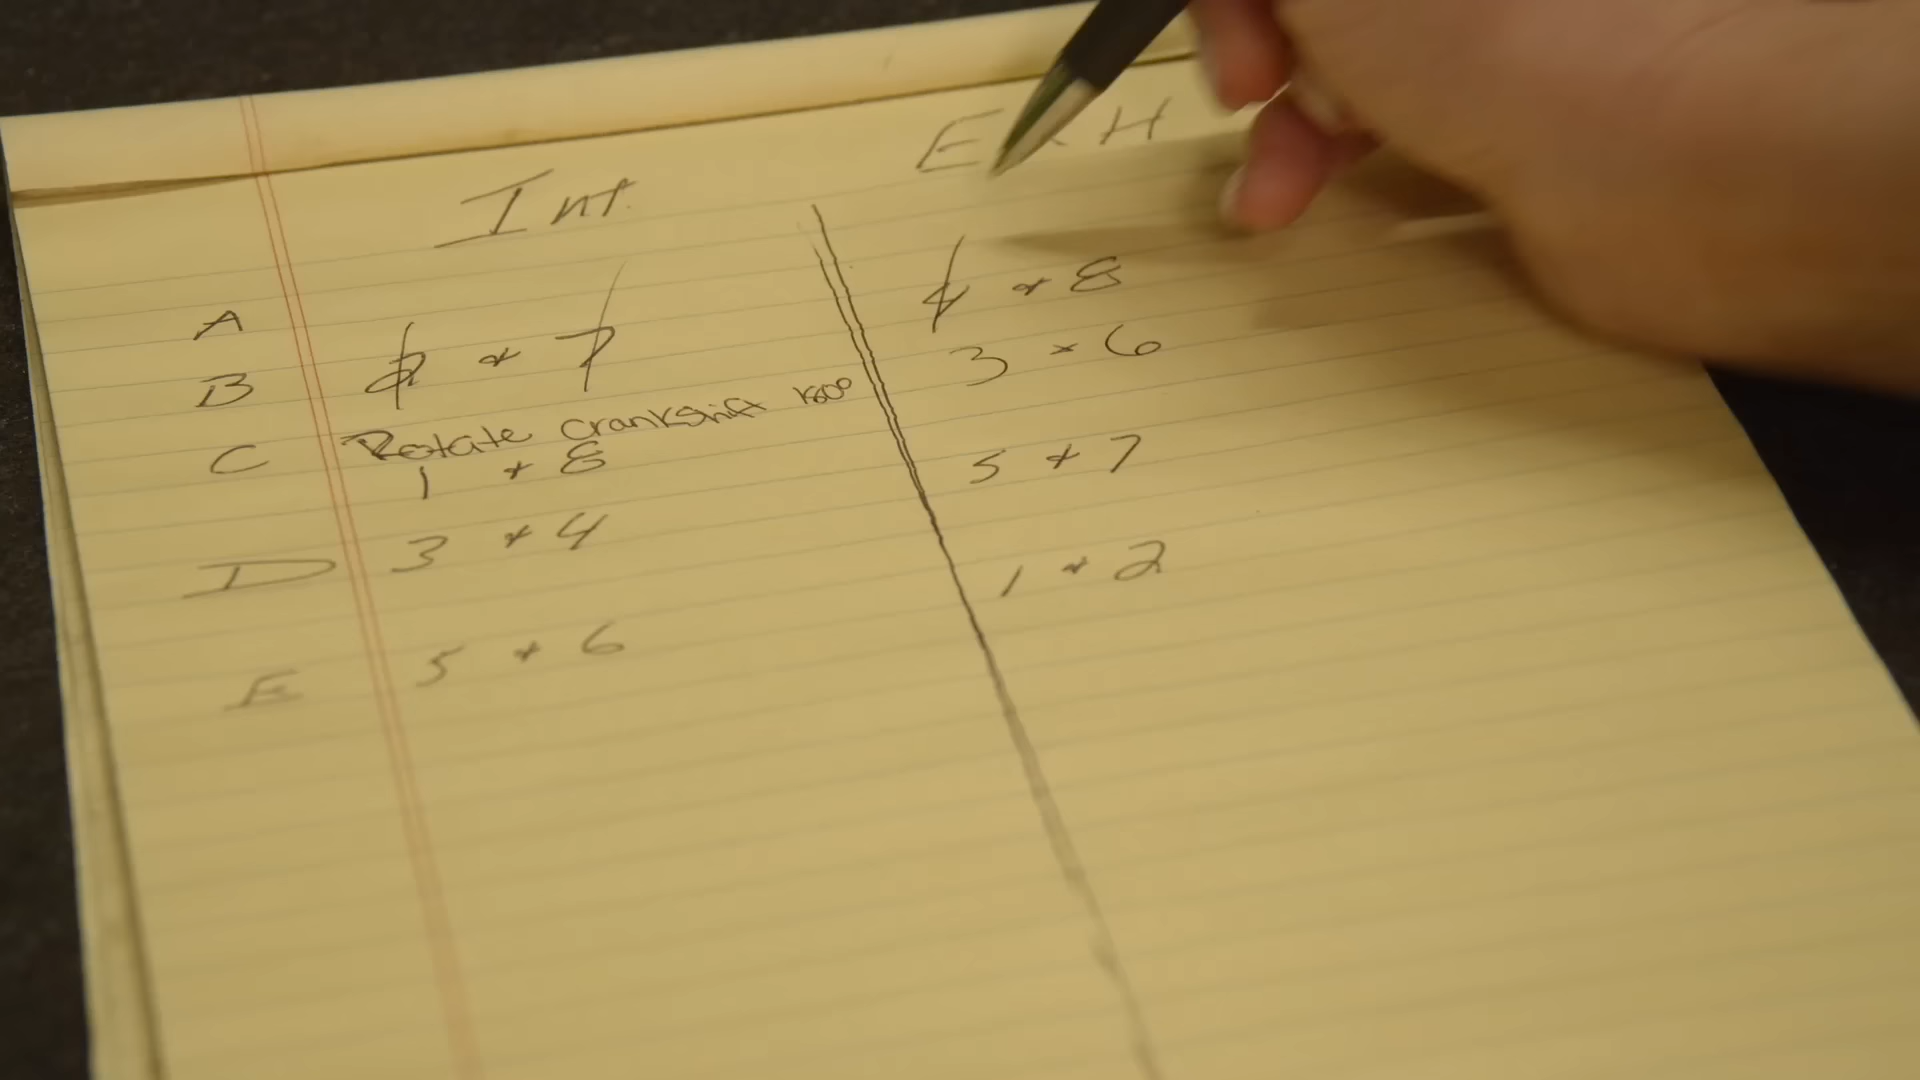 Int. EXH
A 4 + 8
B 2 + 7 3 + 6
Rotate crankshift 180°
C 1 + 8 5 + 7
D 3 + 4 1 + 2
E 5 + 6